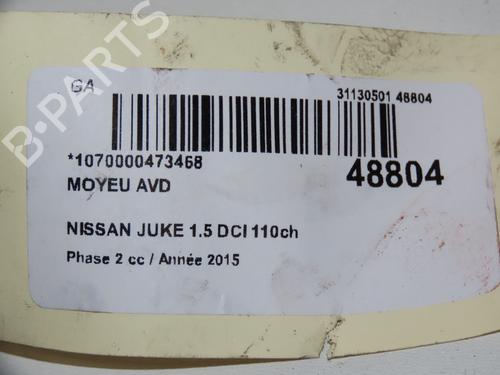 GA
31130501 48804
*1070000473468
48804
MOYEU AVD
NISSAN JUKE 1.5 DCI 110ch
Phase 2 cc / Année 2015
B-PARTS